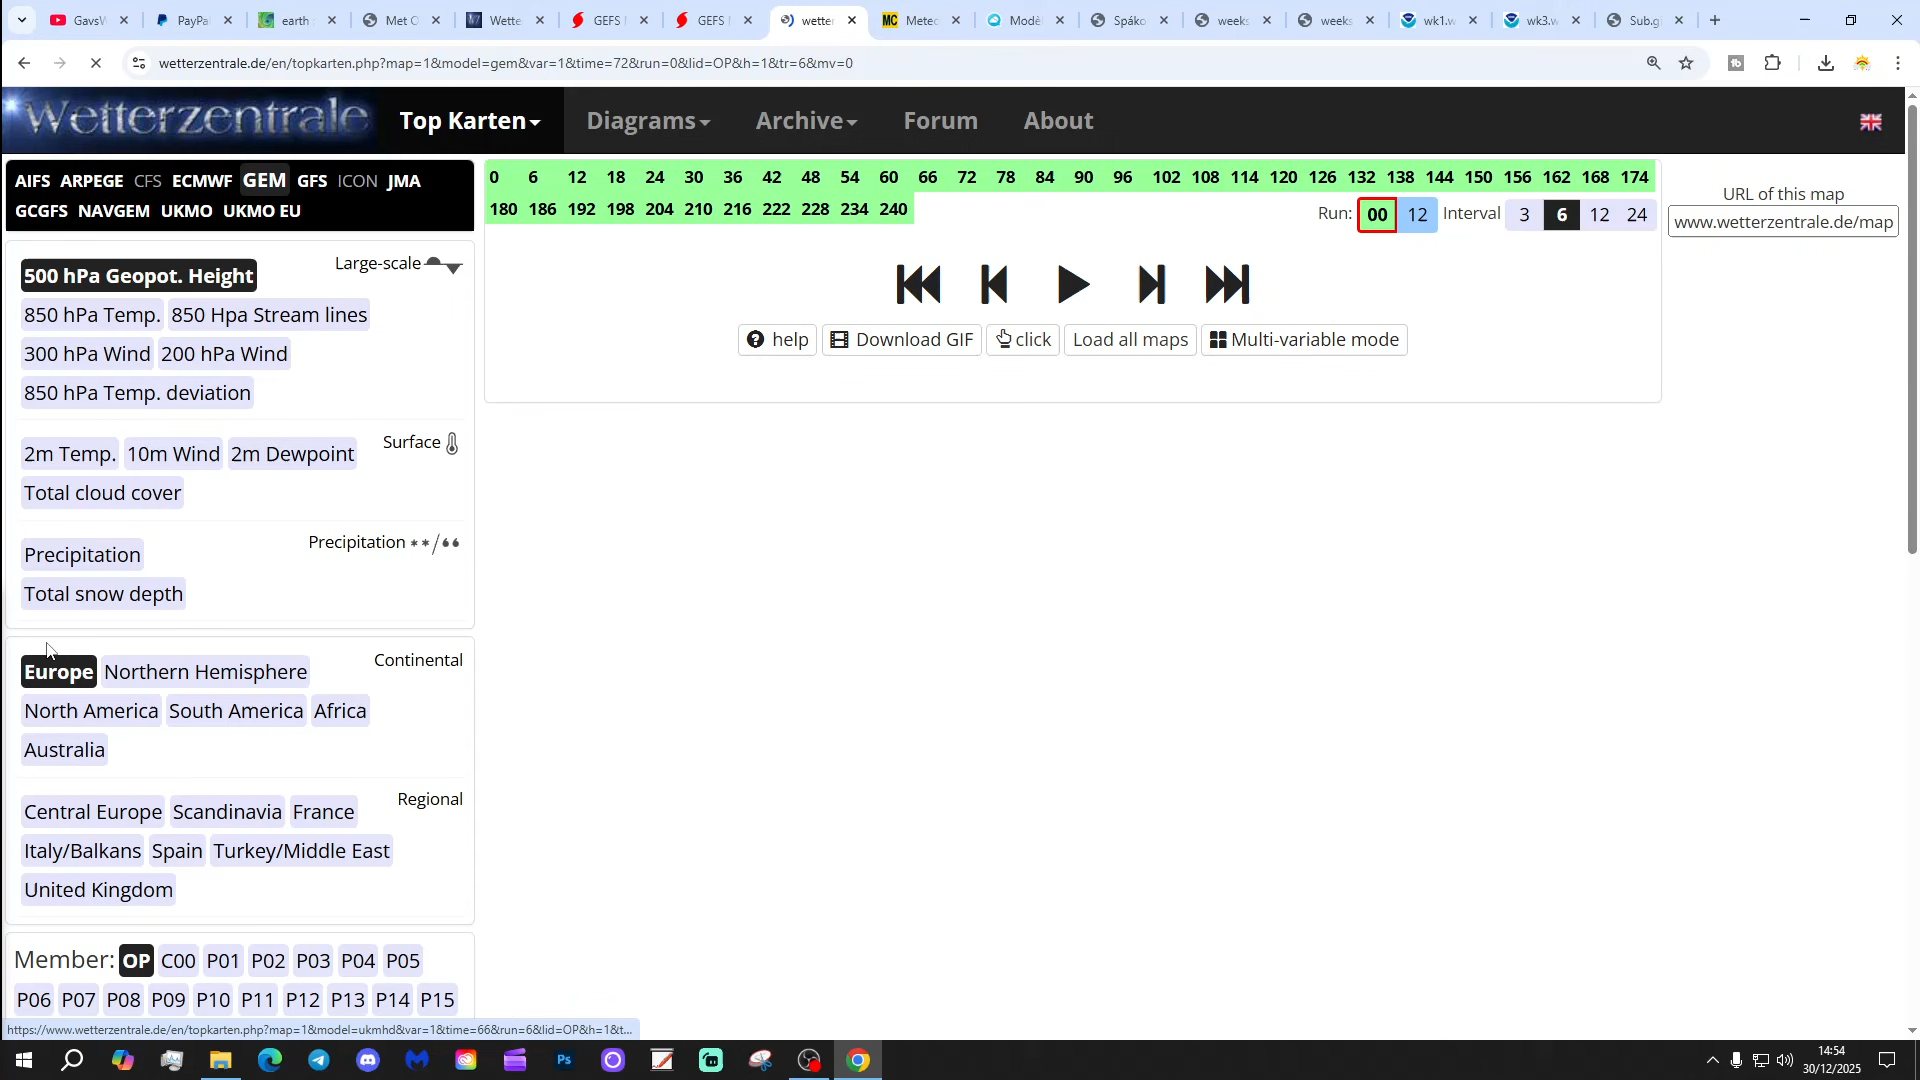 GavsW
PayPa
earth
Met O
Wette
GEFS
GEFS
wetter
Meteo
Modè
Spáko
weeks
weeks
wk1.w
wk3.w
Sub.g
wetterzentrale.de/en/topkarten.php?map=1&model=gem&var=1&time=72&run=0&lid=OP&h=1&tr=6&mv=0
Wetterzentrale Top Karten Diagrams Archive Forum About
AIFS ARPEGE CFS ECMWF GEM GFS ICON JMA
GCGFS NAVGEM UKMO UKMO EU
Large-scale
500 hPa Geopot. Height
850 hPa Temp. 850 Hpa Stream lines
300 hPa Wind 200 hPa Wind
850 hPa Temp. deviation
Surface
2m Temp. 10m Wind 2m Dewpoint
Total cloud cover
Precipitation
Precipitation
Total snow depth
Continental
Europe Northern Hemisphere
North America South America Africa
Australia
Regional
Central Europe Scandinavia France
Italy/Balkans Spain Turkey/Middle East
United Kingdom
Member: OP C00 P01 P02 P03 P04 P05
P06 P07 P08 P09 P10 P11 P12 P13 P14 P15
0 6 12 18 24 30 36 42 48 54 60 66 72 78 84 90 96 102 108 114 120 126 132 138 144 150 156 162 168 174
180 186 192 198 204 210 216 222 228 234 240
Run: 00 12 Interval 3 6 12 24
help Download GIF click Load all maps Multi-variable mode
URL of this map
www.wetterzentrale.de/map
https://www.wetterzentrale.de/en/topkarten.php?map=1&model=ukmhd&var=1&time=66&run=6&lid=OP&h=1&t...
14:54
30/12/2025